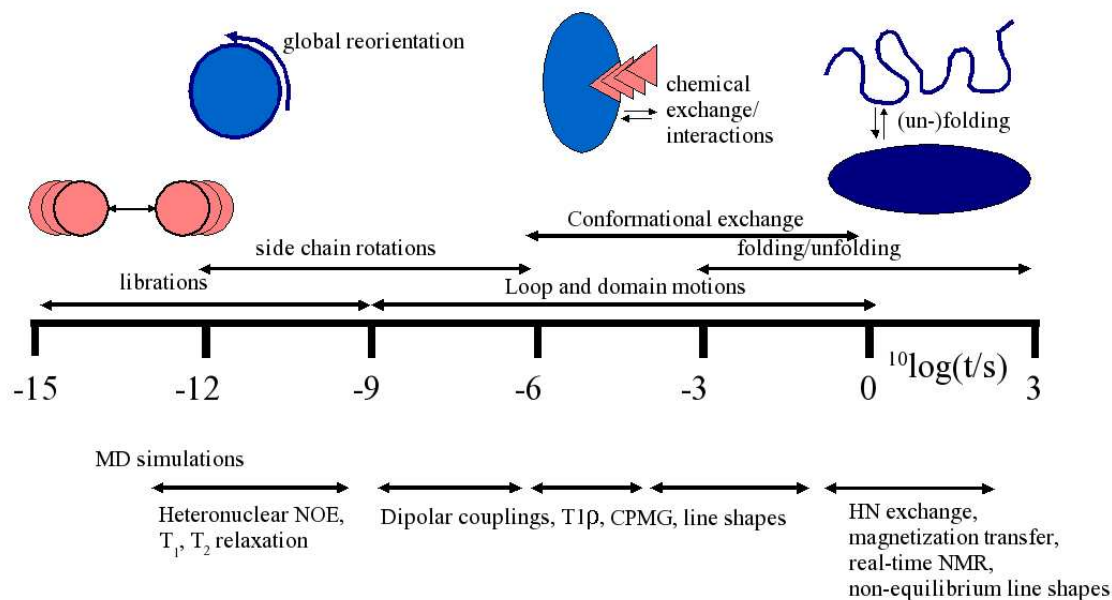 global reorientation
chemical
exchange/
interactions
(un-)folding
Conformational exchange
side chain rotations
folding/unfolding
librations
Loop and domain motions
-15 -12 -9 -6 -3 0 ¹⁰log(t/s) 3
MD simulations
Heteronuclear NOE,
T₁, T₂ relaxation
Dipolar couplings, T1ρ, CPMG, line shapes
HN exchange,
magnetization transfer,
real-time NMR,
non-equilibrium line shapes